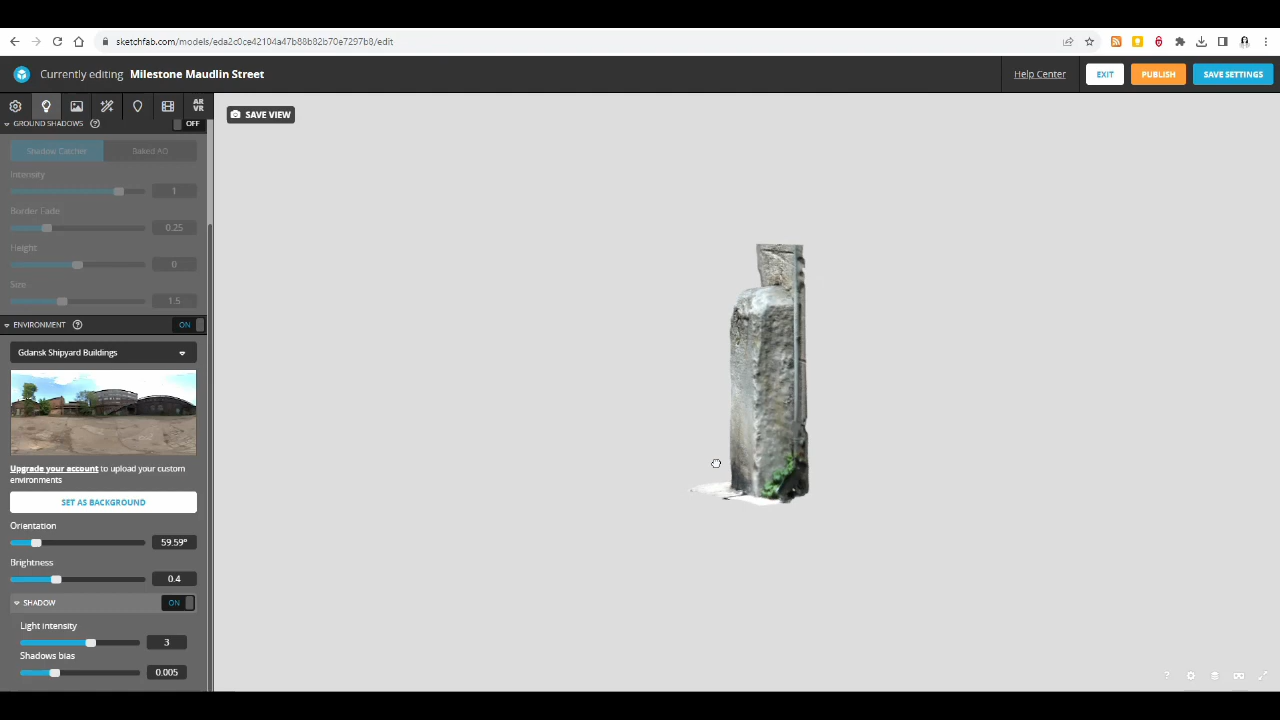 sketchfab.com/models/eda2c0ce42104a47b88b82b70e7297b8/edit
Currently editing Milestone Maudlin Street
Help Center
EXIT
PUBLISH
SAVE SETTINGS
AR
VR
SAVE VIEW
GROUND SHADOWS ? OFF
Shadow Catcher
Baked AO
Intensity
1
Border Fade
0.25
Height
0
Size
1.5
ENVIRONMENT ? ON
Gdansk Shipyard Buildings
Upgrade your account to upload your custom
environments
SET AS BACKGROUND
Orientation
59.59°
Brightness
0.4
SHADOW ON
Light intensity
3
Shadows bias
0.005
?